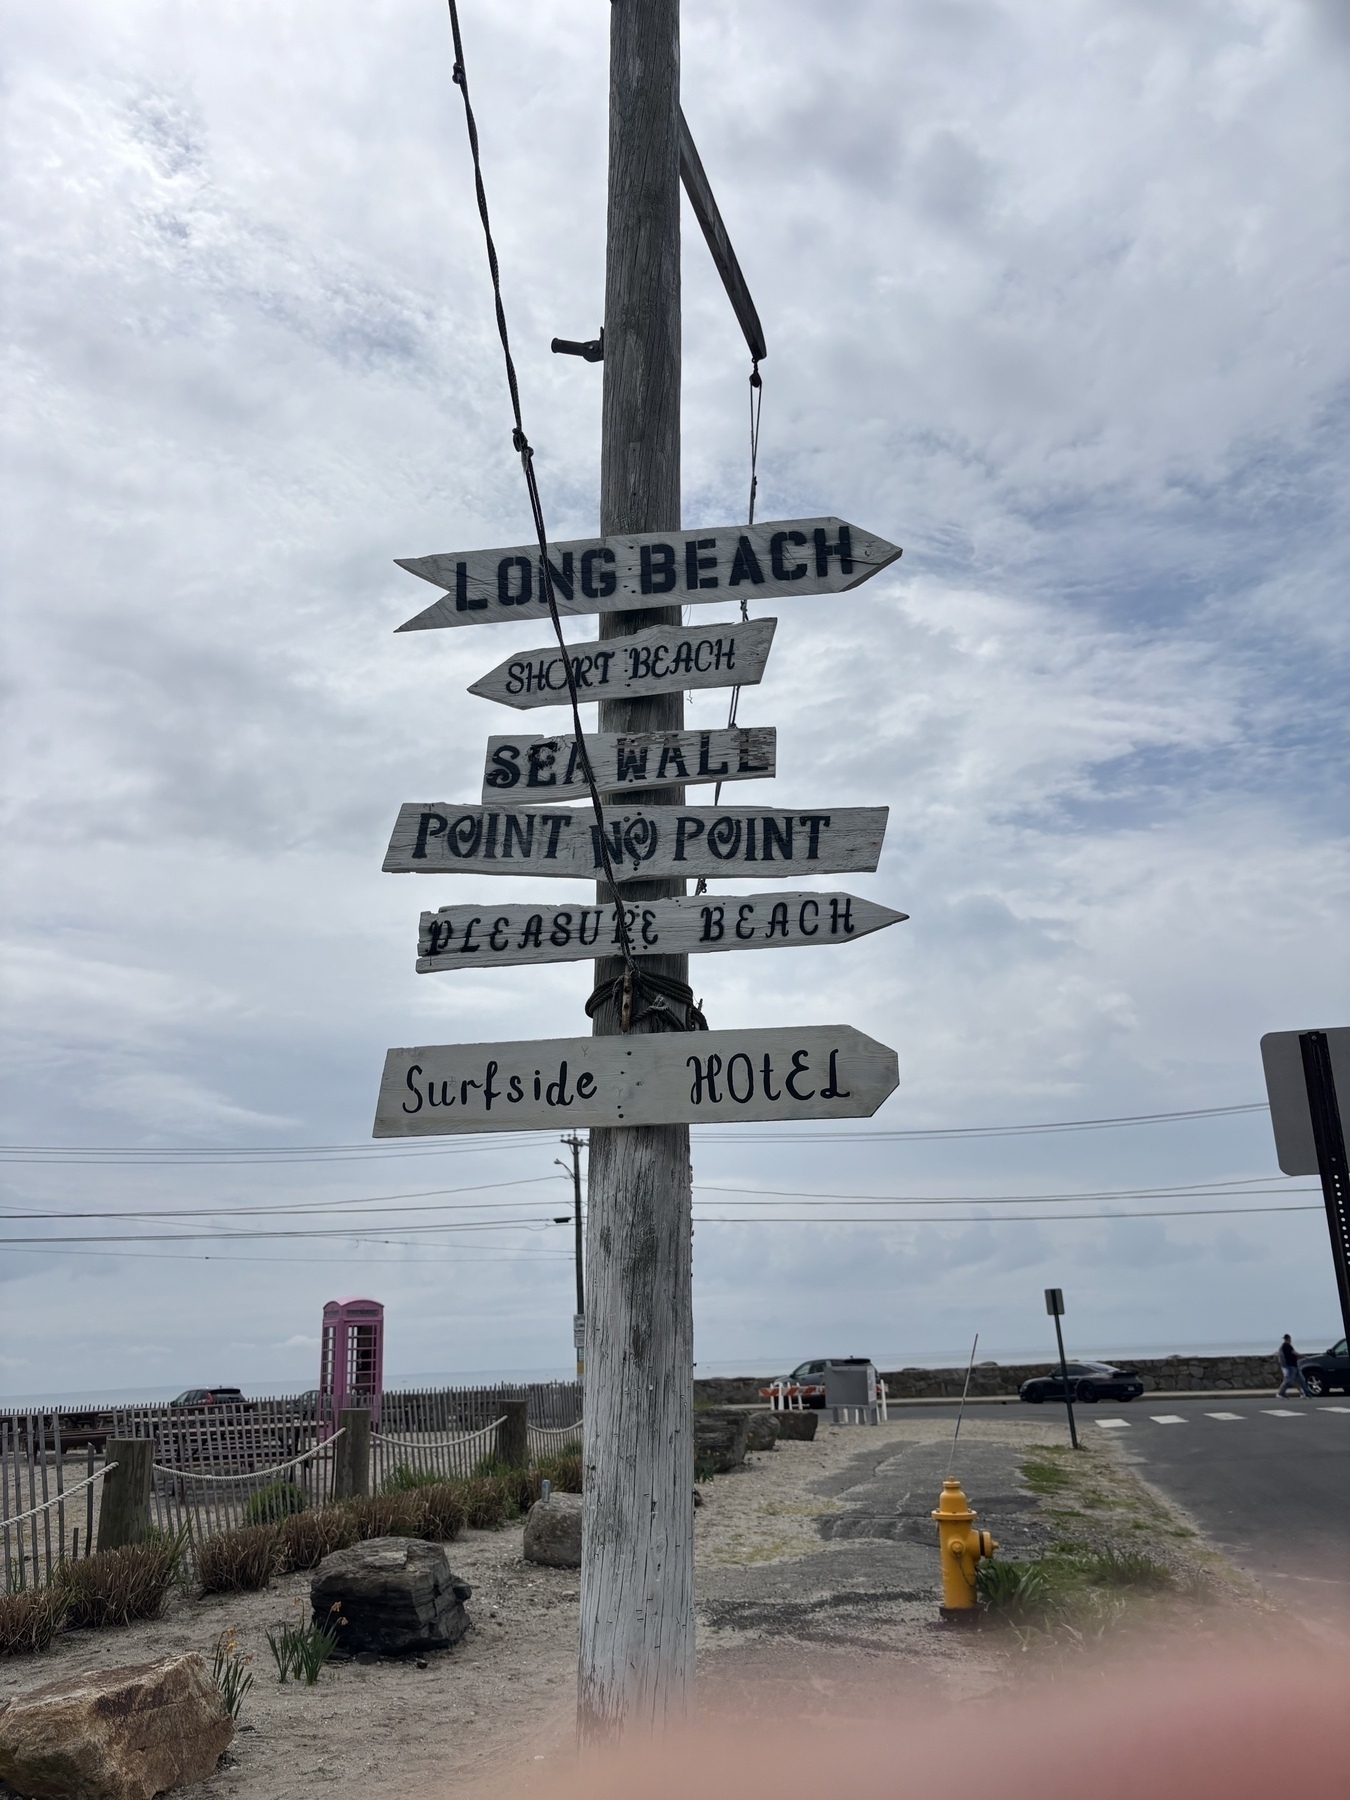 LONG BEACH
SHORT BEACH
SEA WALL
POINT NO POINT
PLEASURE BEACH
Surfside HOtEL